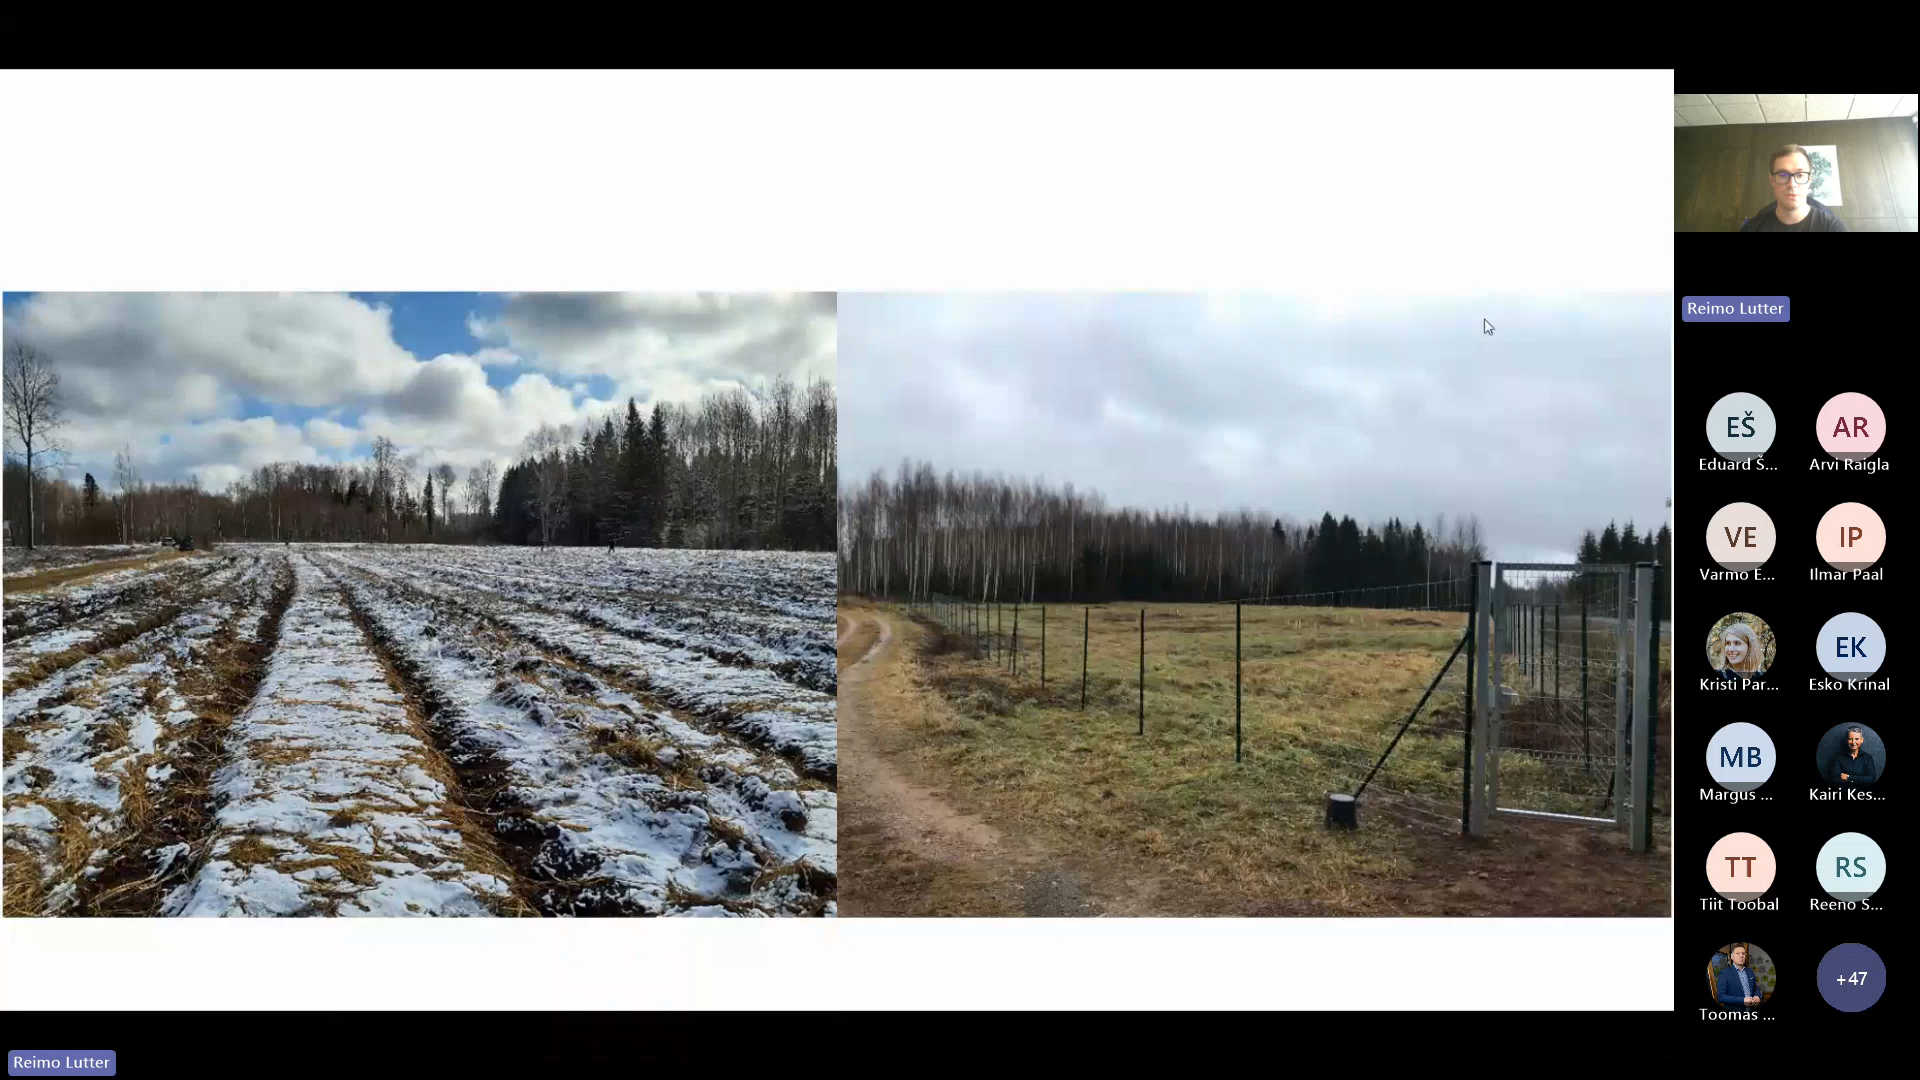 Reimo Lutter
EŠ
AR
Eduard Š...
Arvi Raigla
VE
IP
Varmo E...
Ilmar Paal
EK
Kristi Par...
Esko Krinal
MB
Margus ...
Kairi Kes...
TT
RS
Tiit Toobal
Reeno S...
+47
Toomas ...
Reimo Lutter